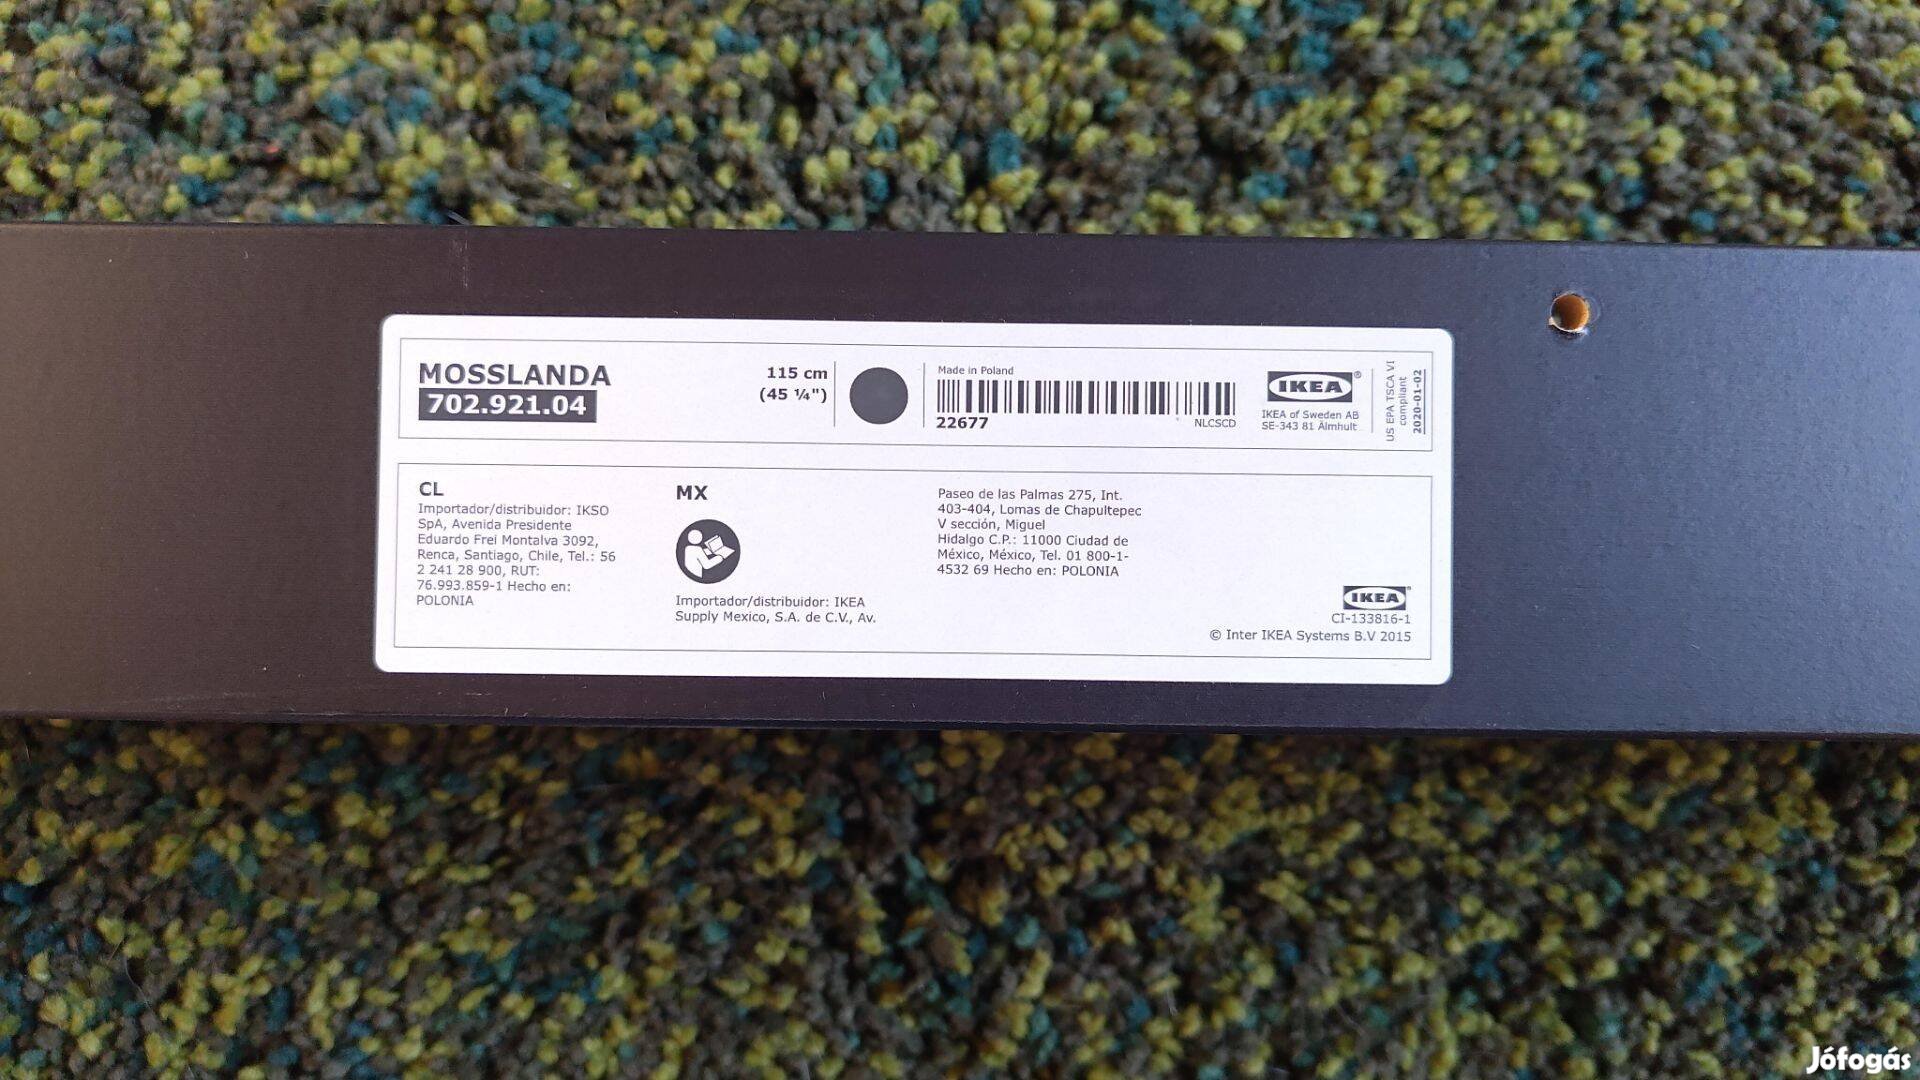 MOSSLANDA
702.921.04
115 cm
(45 ¼")
Made in Poland
22677
NLCSCD
IKEA®
IKEA of Sweden AB
SE-343 81 Älmhult
US EPA TSCA VI
compliant
2020-01-02
CL
Importador/distribuidor: IKSO
SpA, Avenida Presidente
Eduardo Frei Montalva 3092,
Renca, Santiago, Chile, Tel.: 56
2 241 28 900, RUT:
76.993.859-1 Hecho en:
POLONIA
MX
Importador/distribuidor: IKEA
Supply Mexico, S.A. de C.V., Av.
Paseo de las Palmas 275, Int.
403-404, Lomas de Chapultepec
V sección, Miguel
Hidalgo C.P.: 11000 Ciudad de
México, México, Tel. 01 800-1-
4532 69 Hecho en: POLONIA
IKEA®
CI-133816-1
© Inter IKEA Systems B.V 2015
Jófogás